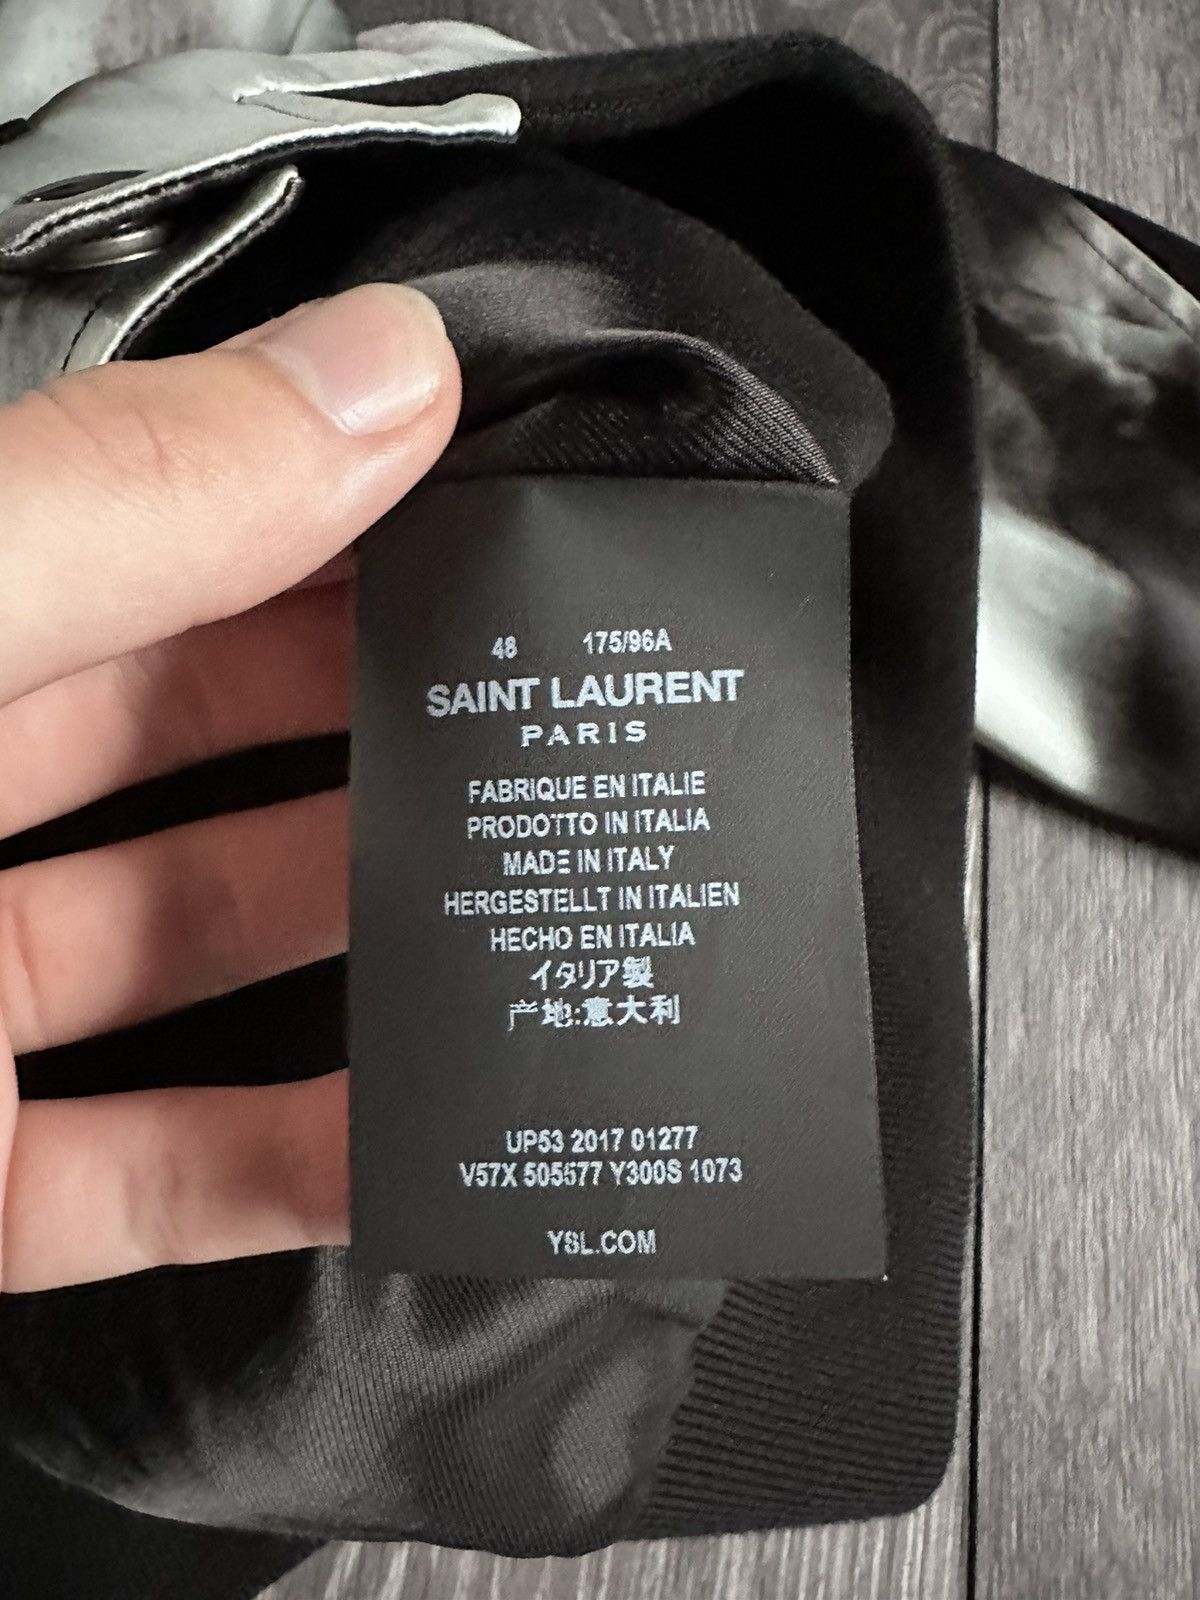 48 175/96A
SAINT LAURENT
PARIS
FABRIQUE EN ITALIE
PRODOTTO IN ITALIA
MADE IN ITALY
HERGESTELLT IN ITALIEN
HECHO EN ITALIA
イタリア製
产地:意大利
UP53 2017 01277
V57X 505577 Y300S 1073
YSL.COM